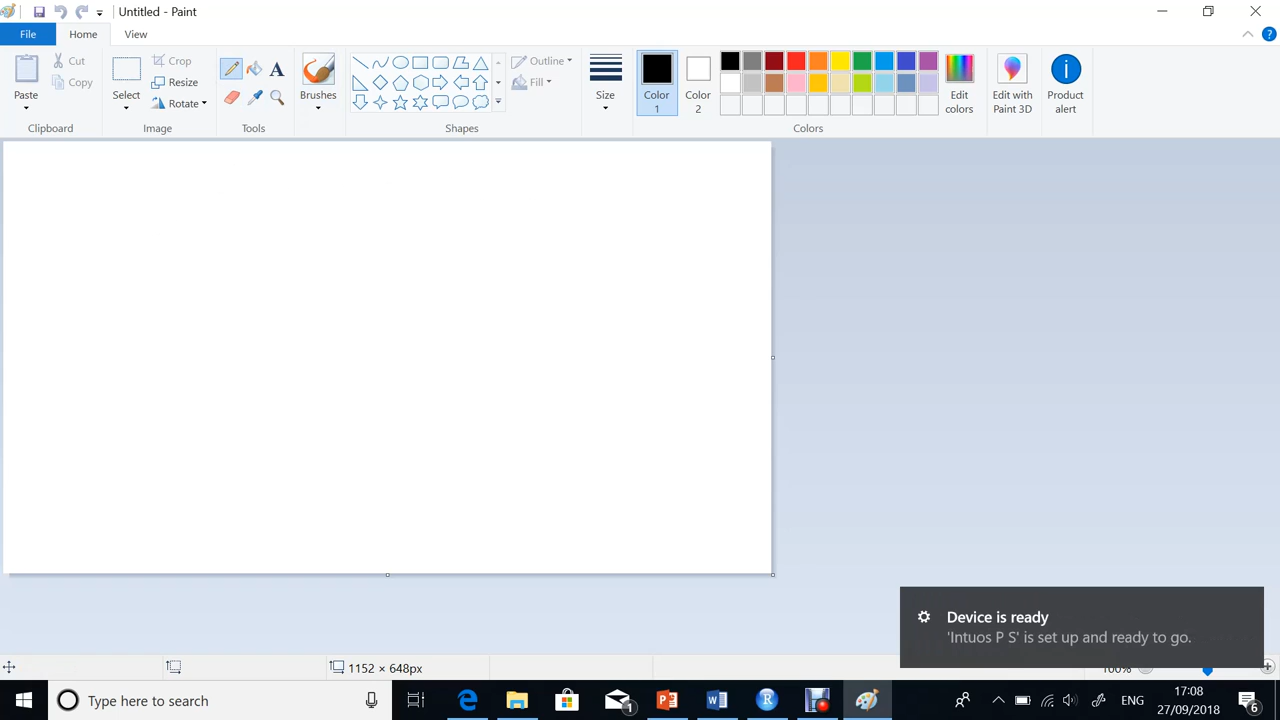 Untitled - Paint
File
Home
View
Paste
Cut
Copy
Clipboard
Select
Crop
Resize
Rotate
Image
A
Tools
Brushes
Outline
Fill
Shapes
Size
Color
1
Color
2
Edit
colors
Colors
Edit with
Paint 3D
Product
alert
Device is ready
'Intuos P S' is set up and ready to go.
1152 × 648px
100%
Type here to search
1
ENG
17:08
27/09/2018
6